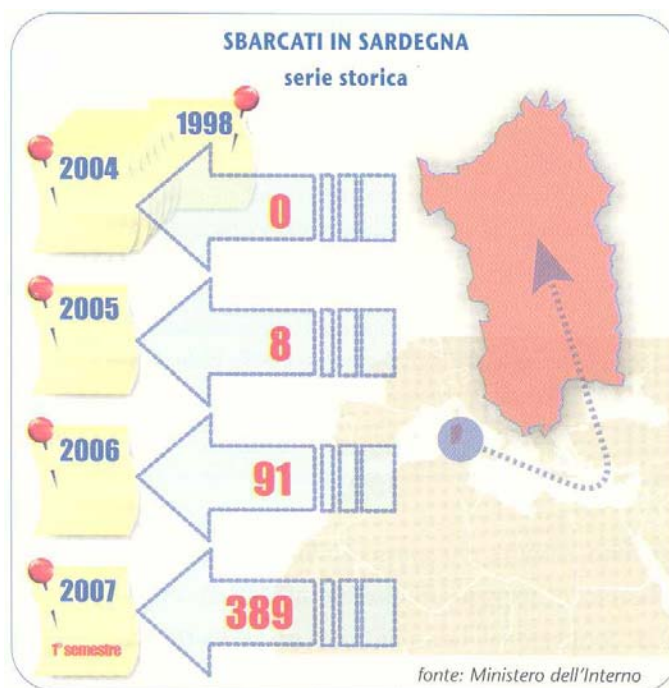 SBARCATI IN SARDEGNA
serie storica
1998
2004
0
2005
8
2006
91
2007
1° semestre
389
fonte: Ministero dell'Interno